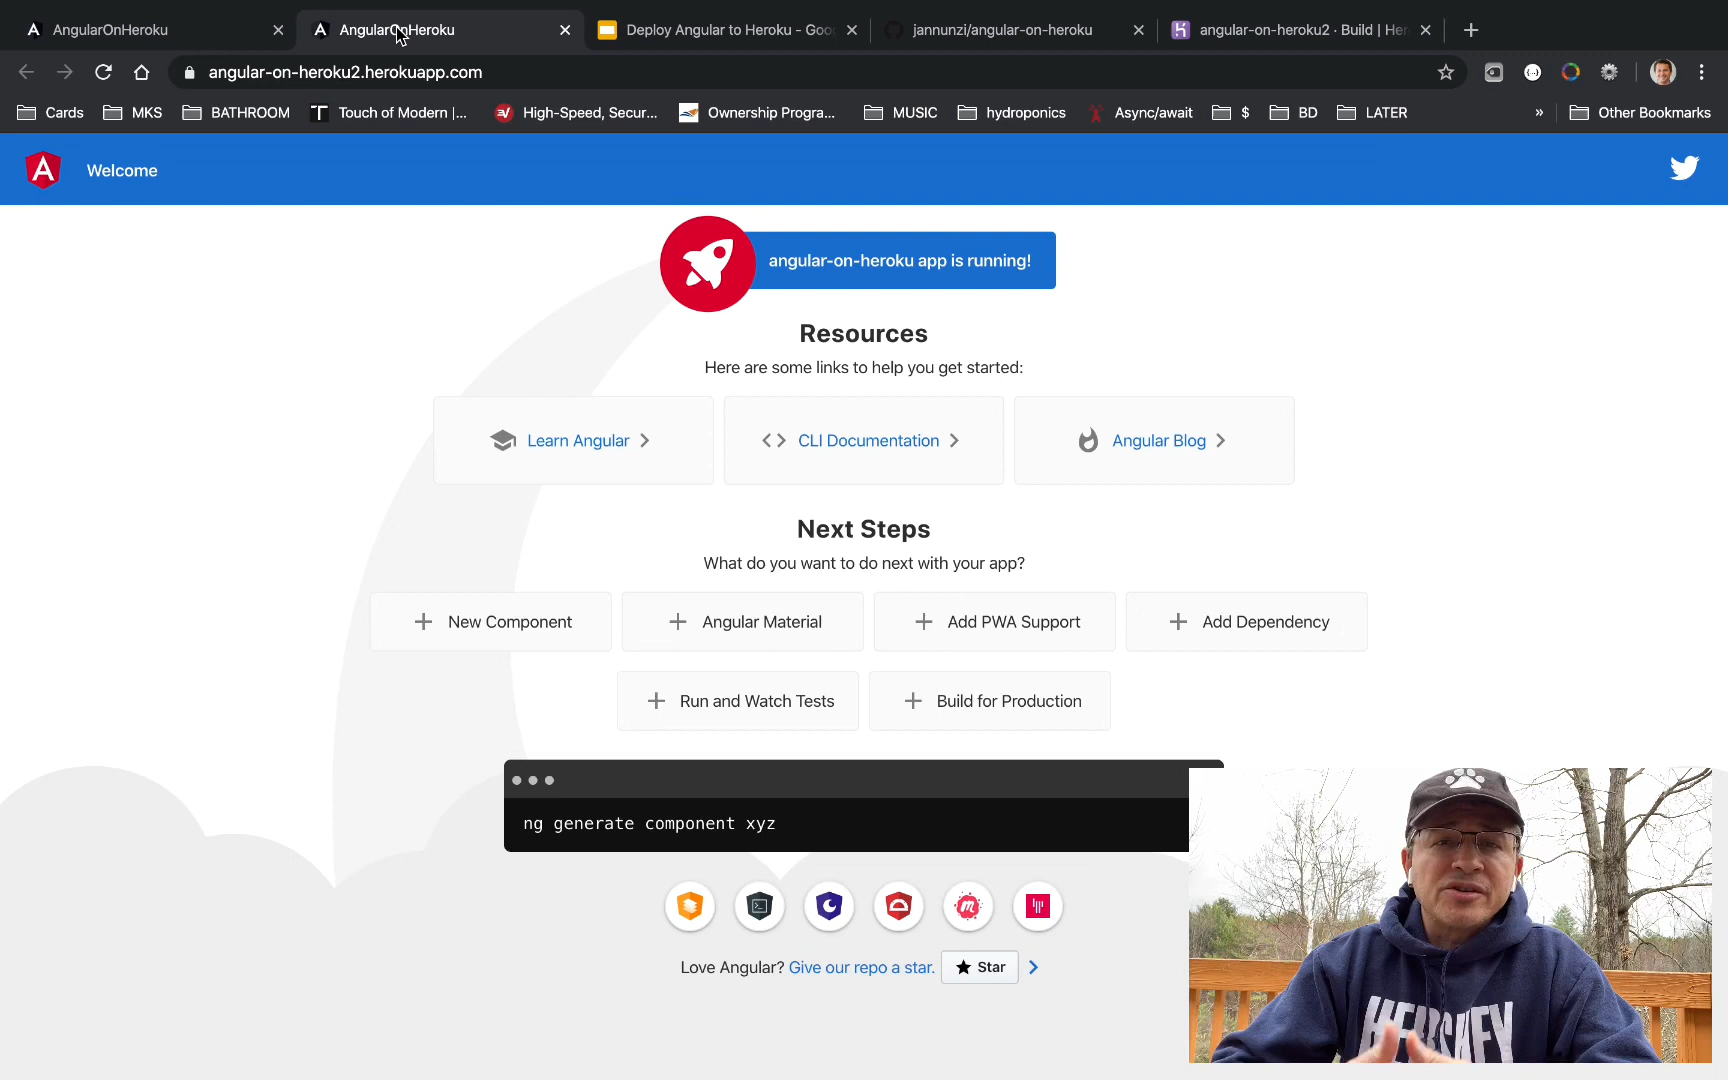 AngularOnHeroku
AngularOnHeroku
Deploy Angular to Heroku - Goo
jannunzi/angular-on-heroku
angular-on-heroku2 · Build | Her
angular-on-heroku2.herokuapp.com
Cards
MKS
BATHROOM
Touch of Modern |...
High-Speed, Secur...
Ownership Progra...
MUSIC
hydroponics
Async/await
$
BD
LATER
»
Other Bookmarks
Welcome
angular-on-heroku app is running!
Resources
Here are some links to help you get started:
Learn Angular
CLI Documentation
Angular Blog
Next Steps
What do you want to do next with your app?
New Component
Angular Material
Add PWA Support
Add Dependency
Run and Watch Tests
Build for Production
ng generate component xyz
Love Angular? Give our repo a star.
Star
HERSHEY